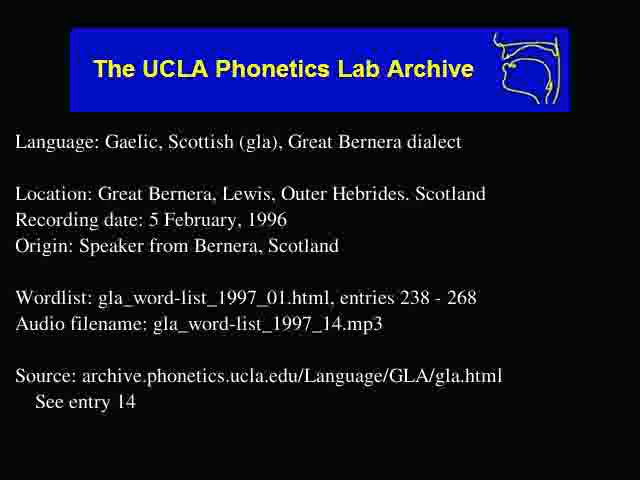 The UCLA Phonetics Lab Archive
Language: Gaelic, Scottish (gla), Great Bernera dialect
Location: Great Bernera, Lewis, Outer Hebrides. Scotland
Recording date: 5 February, 1996
Origin: Speaker from Bernera, Scotland
Wordlist: gla_word-list_1997_01.html, entries 238 - 268
Audio filename: gla_word-list_1997_14.mp3
Source: archive.phonetics.ucla.edu/Language/GLA/gla.html
See entry 14